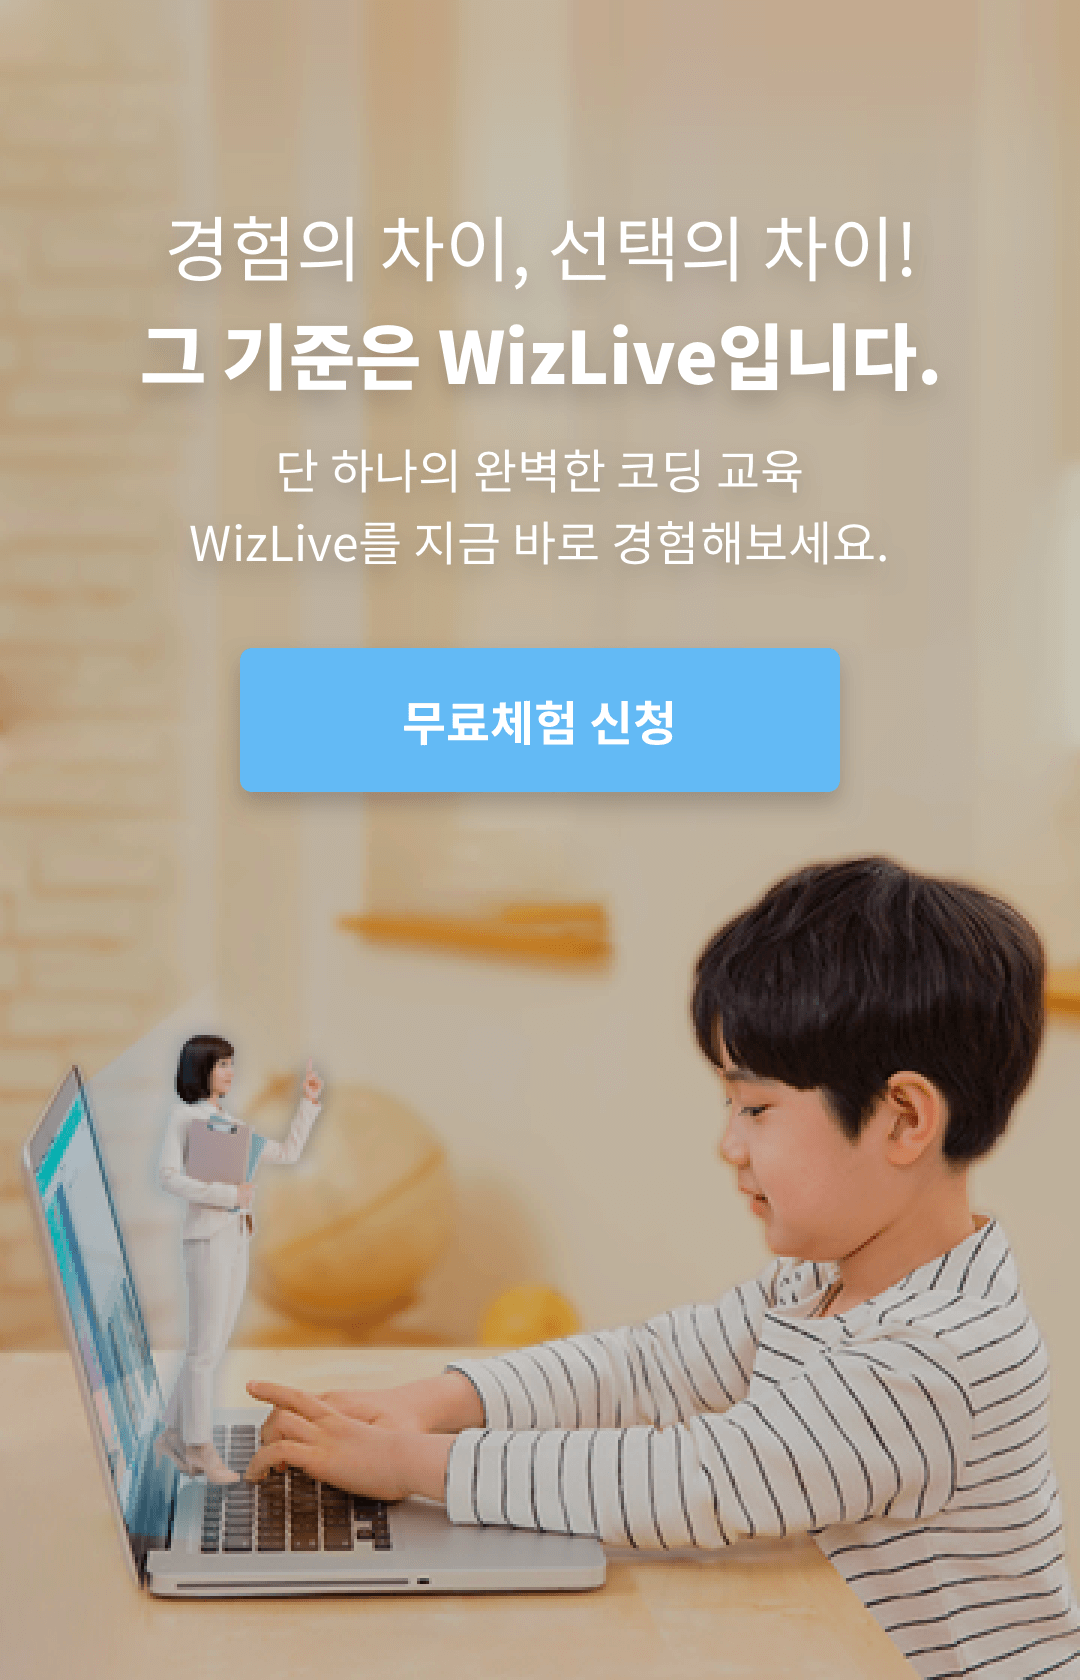 경험의 차이, 선택의 차이!
그 기준은 WizLive입니다.
단 하나의 완벽한 코딩 교육
WizLive를 지금 바로 경험해보세요.
무료체험 신청